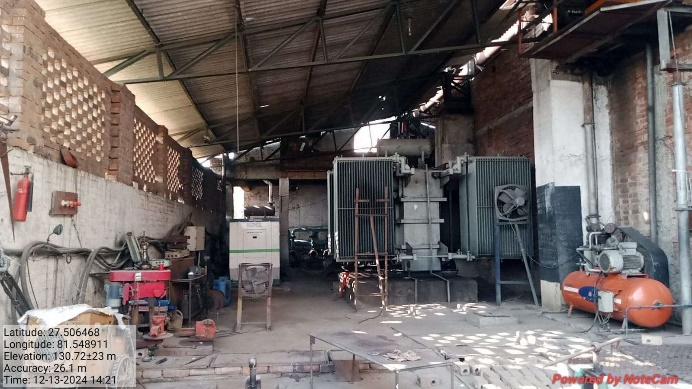 Latitude: 27.506468
Longitude: 81.548911
Elevation: 130.72±23 m
Accuracy: 26.1 m
Time: 12-13-2024 14:21
Powered by NoteCam